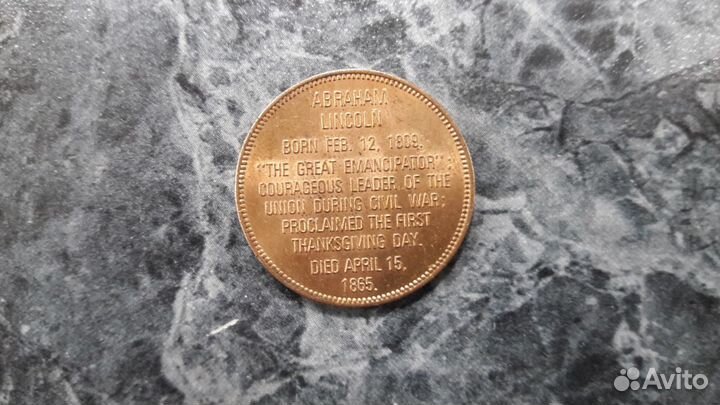 ABRAHAM
LINCOLN
BORN FEB. 12, 1809,
"THE GREAT EMANCIPATOR";
COURAGEOUS LEADER OF THE
UNION DURING CIVIL WAR;
PROCLAIMED THE FIRST
THANKSGIVING DAY.
DIED APRIL 15,
1865.
Avito